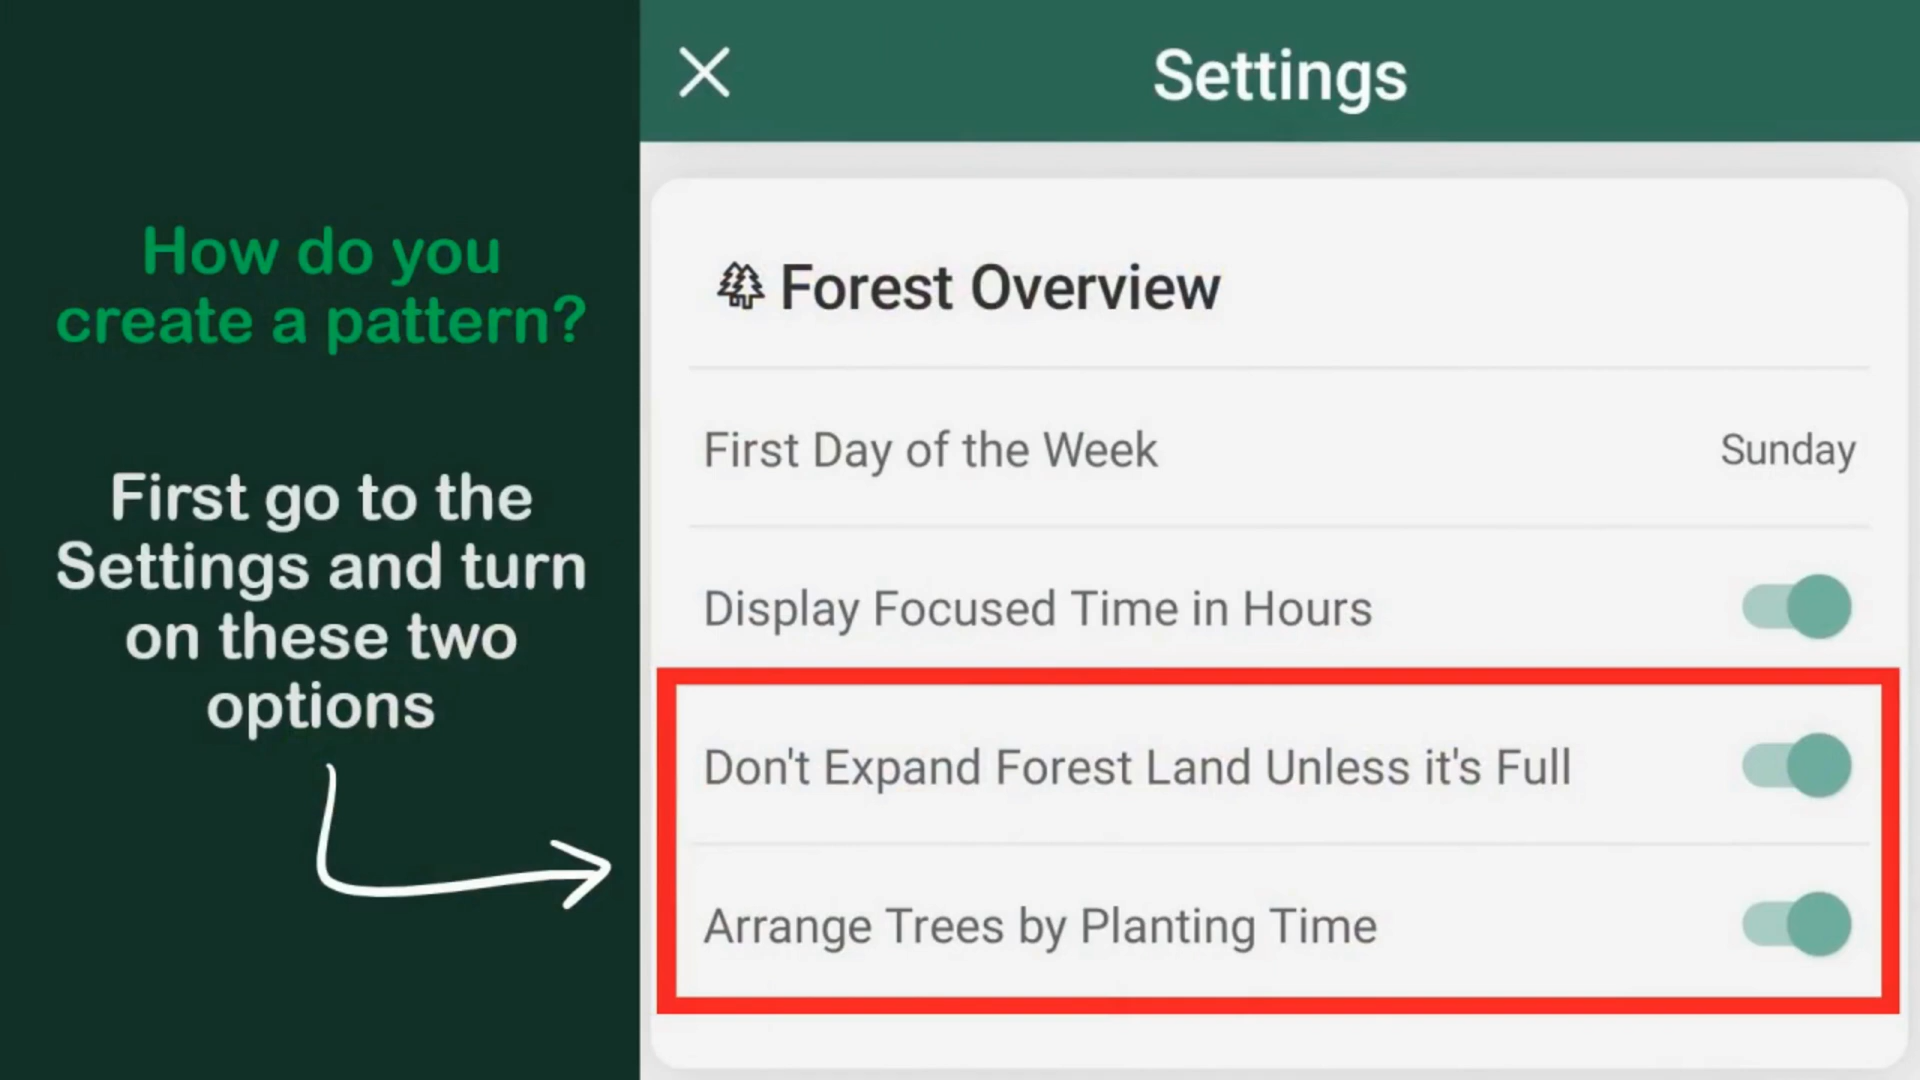 How do you
create a pattern?
First go to the
Settings and turn
on these two
options
Settings
Forest Overview
First Day of the Week
Sunday
Display Focused Time in Hours
Don't Expand Forest Land Unless it's Full
Arrange Trees by Planting Time